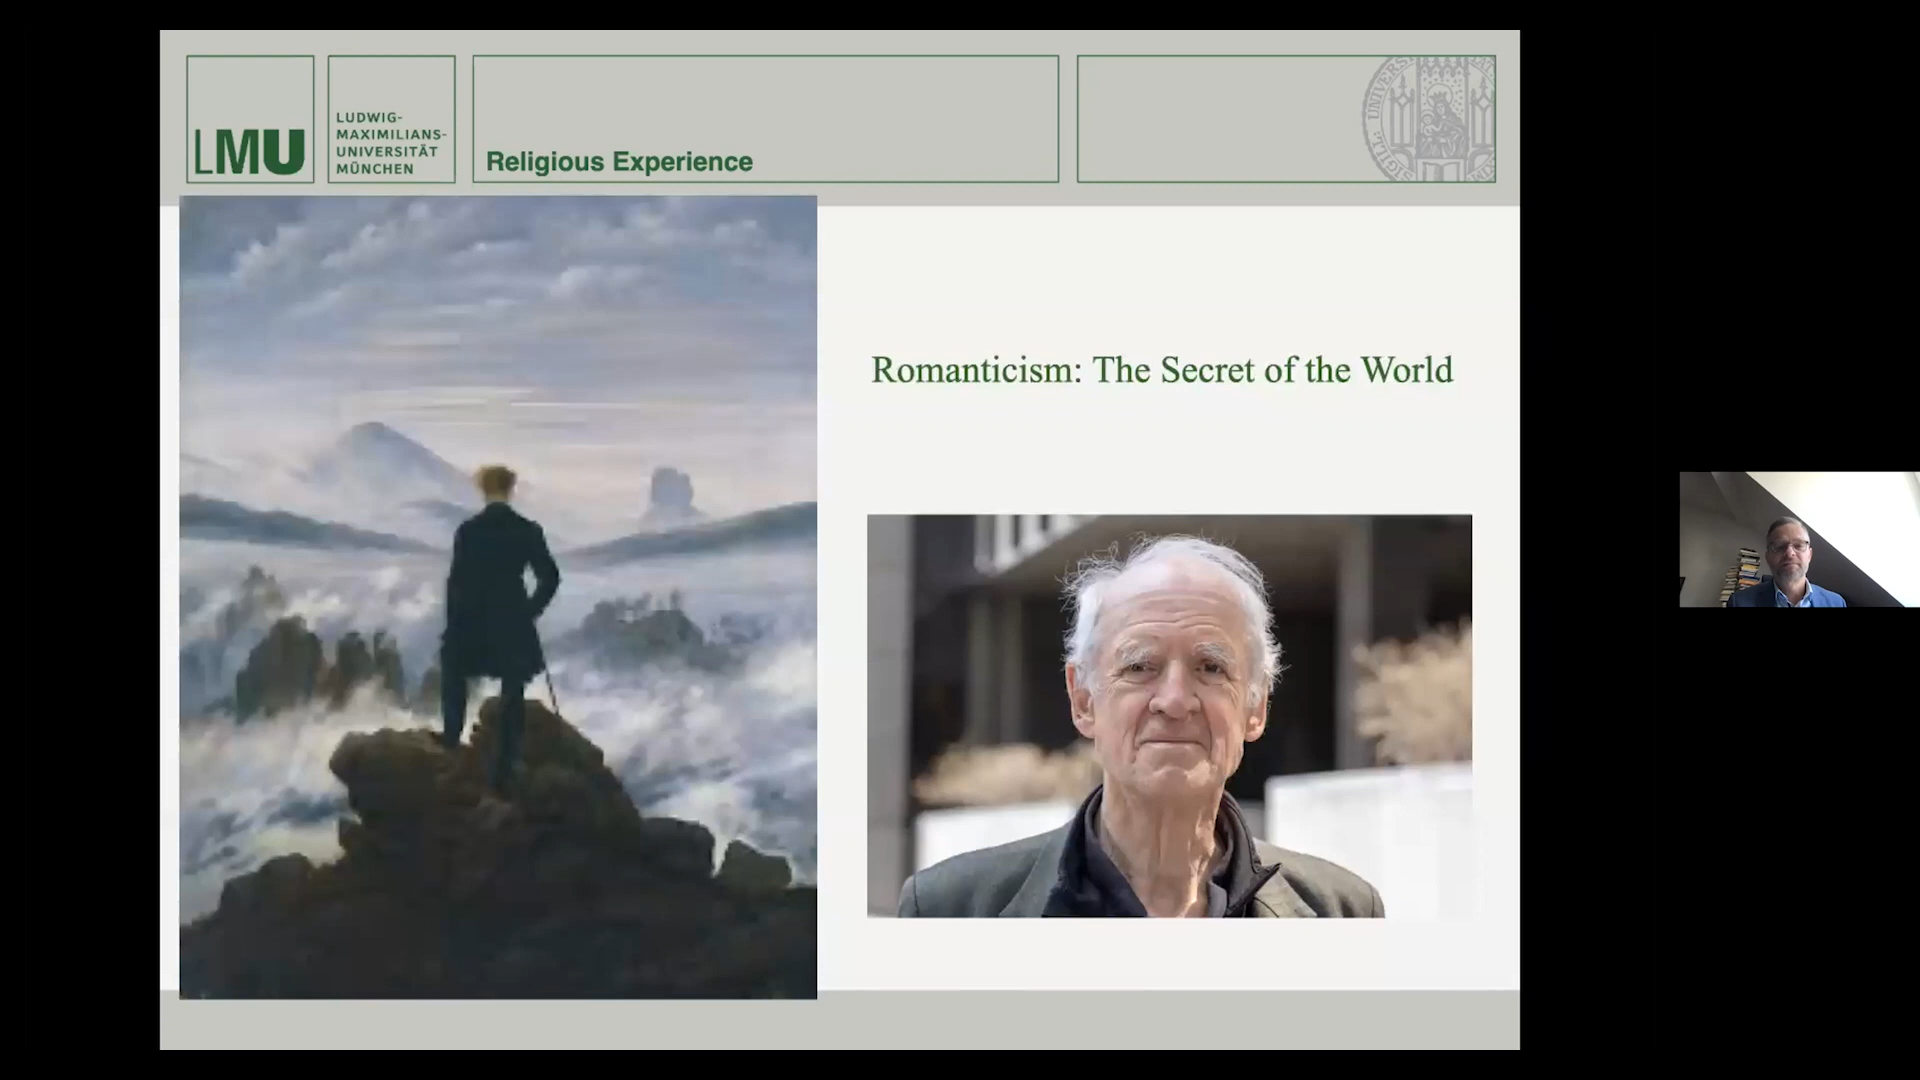 LMU
LUDWIG-
MAXIMILIANS-
UNIVERSITÄT
MÜNCHEN
Religious Experience
Romanticism: The Secret of the World